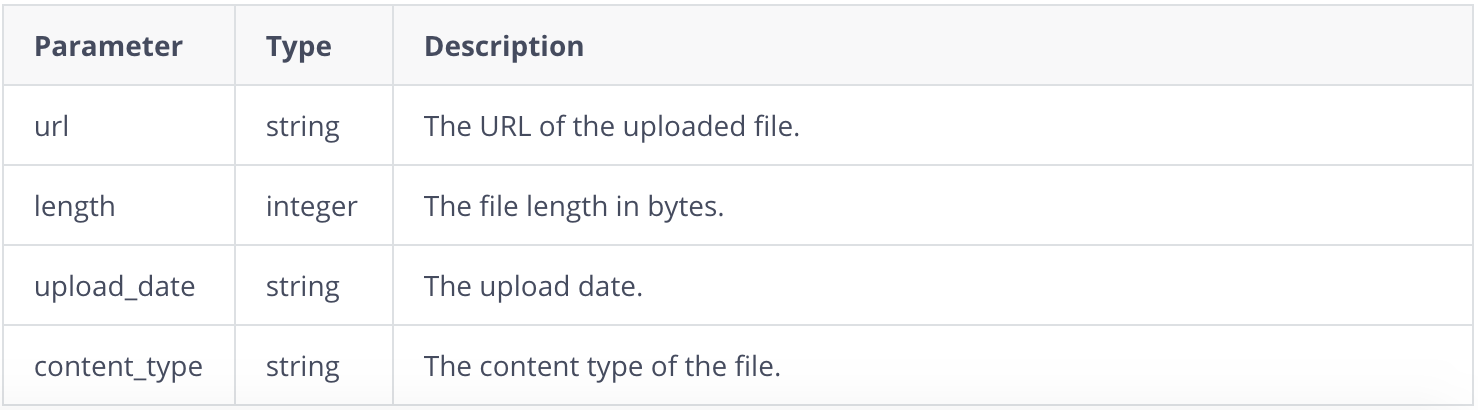 Parameter Type Description
url string The URL of the uploaded file.
length integer The file length in bytes.
upload_date string The upload date.
content_type string The content type of the file.